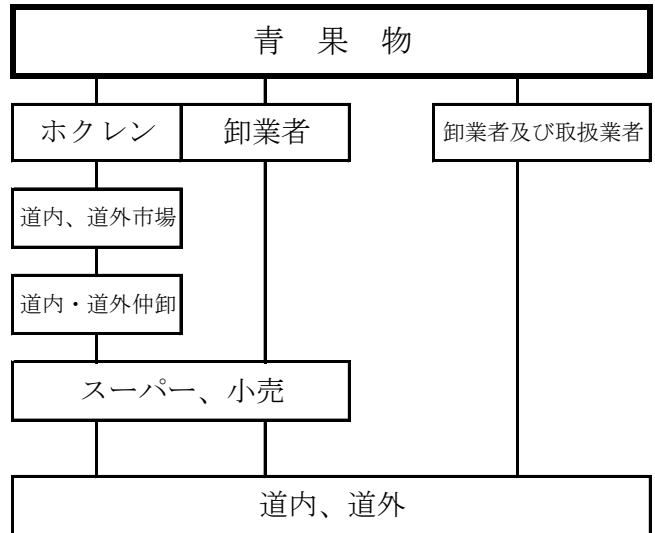 青　果　物
ホクレン
卸業者
卸業者及び取扱業者
道内、道外市場
道内・道外仲卸
スーパー、小売
道内、道外